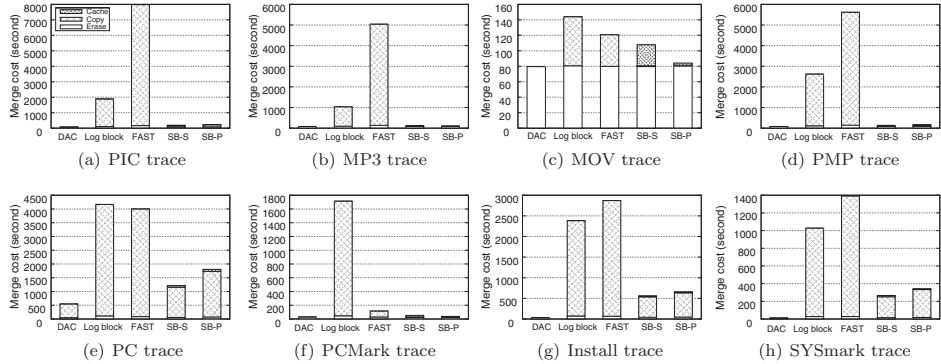 Merge cost (second)
8000
7000
6000
5000
4000
3000
2000
1000
0
Cache
Copy
Erase
DAC Log block FAST SB-S SB-P
(a) PIC trace
Merge cost (second)
6000
5000
4000
3000
2000
1000
0
DAC Log block FAST SB-S SB-P
(b) MP3 trace
Merge cost (second)
160
140
120
100
80
60
40
20
0
DAC Log block FAST SB-S SB-P
(c) MOV trace
Merge cost (second)
6000
5000
4000
3000
2000
1000
0
DAC Log block FAST SB-S SB-P
(d) PMP trace
Merge cost (second)
4500
4000
3500
3000
2500
2000
1500
1000
500
0
DAC Log block FAST SB-S SB-P
(e) PC trace
Merge cost (second)
1800
1600
1400
1200
1000
800
600
400
200
0
DAC Log block FAST SB-S SB-P
(f) PCMark trace
Merge cost (second)
3000
2500
2000
1500
1000
500
0
DAC Log block FAST SB-S SB-P
(g) Install trace
Merge cost (second)
1400
1200
1000
800
600
400
200
0
DAC Log block FAST SB-S SB-P
(h) SYSmark trace